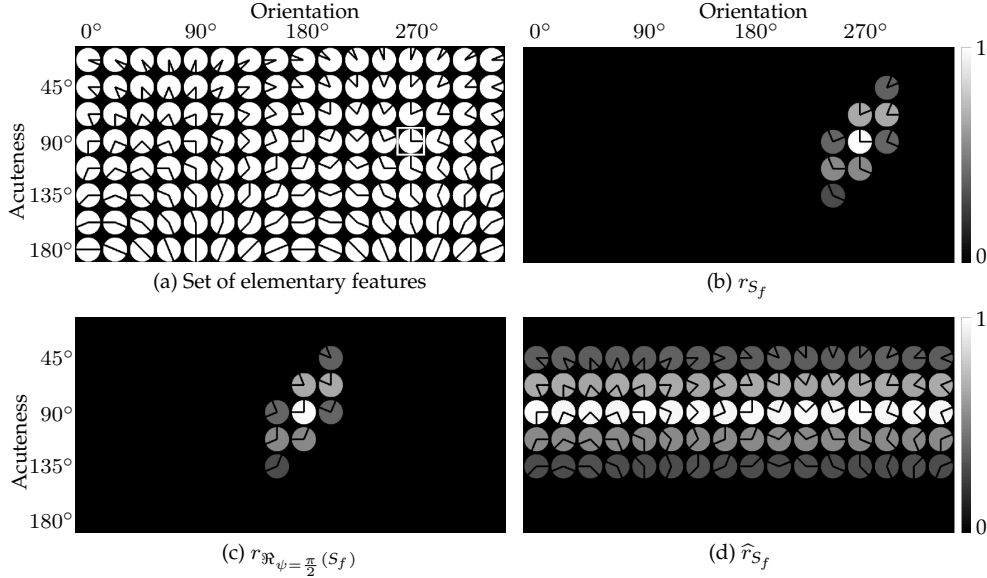 Orientation
Orientation
0° 90° 180° 270°
0° 90° 180° 270°
Acuteness
45°
90°
135°
180°
1
0
(a) Set of elementary features
(b) r_{S_f}
Acuteness
45°
90°
135°
180°
1
0
(c) r_{ℜ_{ψ=π/2}(S_f)}
(d) r̂_{S_f}